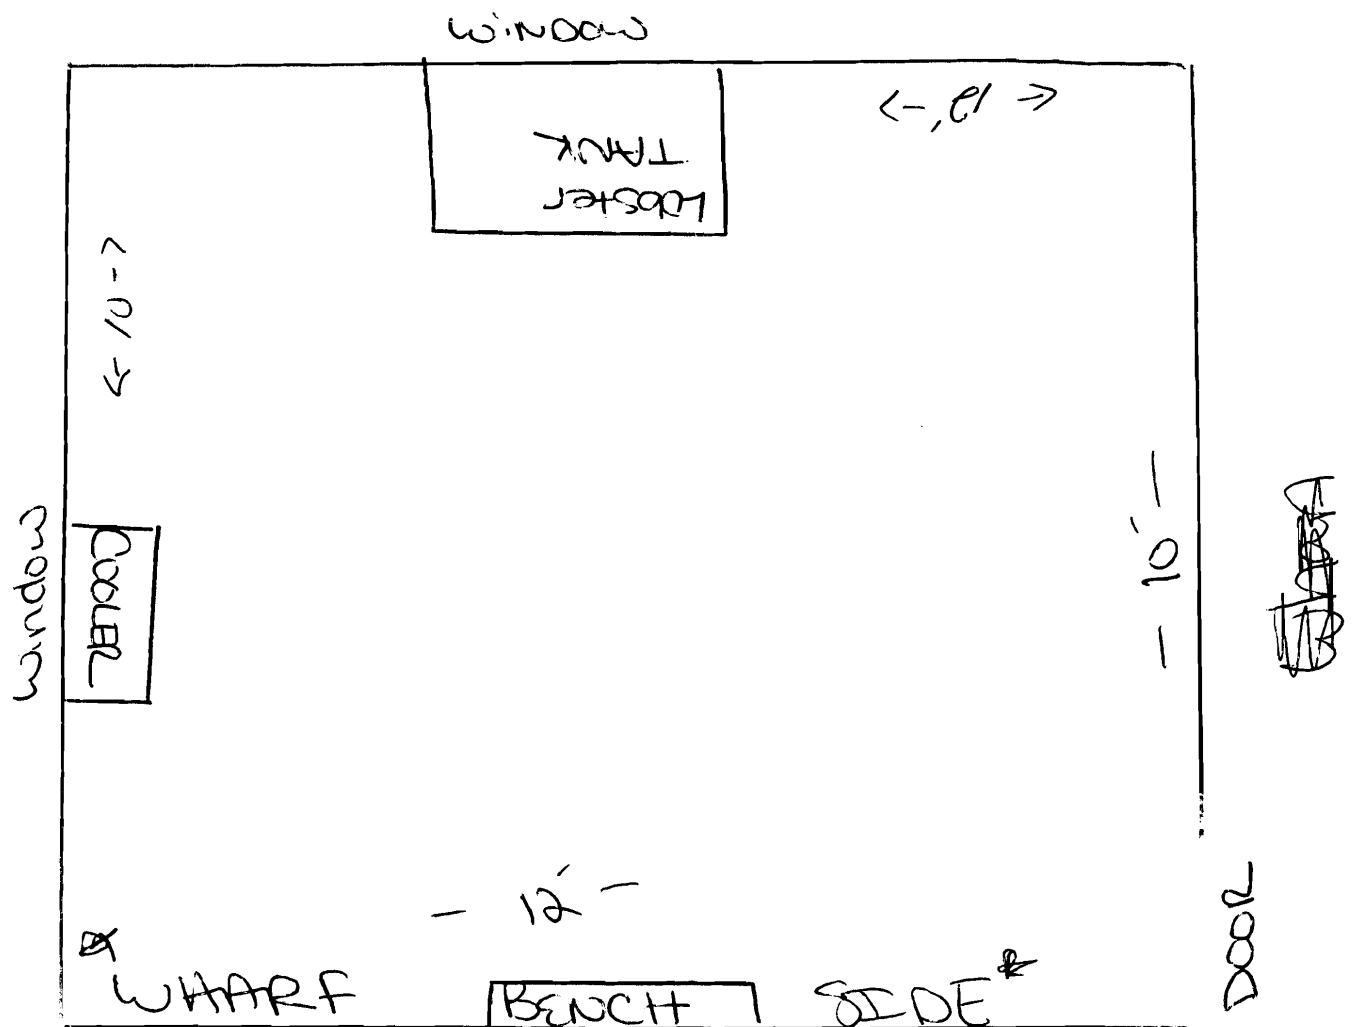 WINDOW
<- 12' ->
LOBSTER
TANK
<- 10 ->
Window
COOLER
- 10' -
- 12' -
DOOR
*WHARF
BENCH
SIDE*